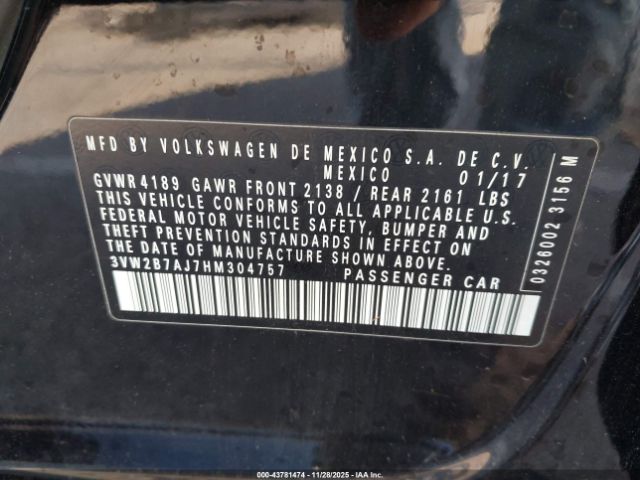 MFD BY VOLKSWAGEN DE MEXICO S.A. DE C.V.
MEXICO 01/17
GVWR 4189 GAWR FRONT 2138 / REAR 2161 LBS
THIS VEHICLE CONFORMS TO ALL APPLICABLE U.S.
FEDERAL MOTOR VEHICLE SAFETY, BUMPER AND
THEFT PREVENTION STANDARDS IN EFFECT ON
THE DATE OF MANUFACTURE SHOWN ABOVE.
3VW2B7AJ7HM304757 PASSENGER CAR
0326002 3156 M
000-43781474 | 11/28/2025 | IAA Inc.